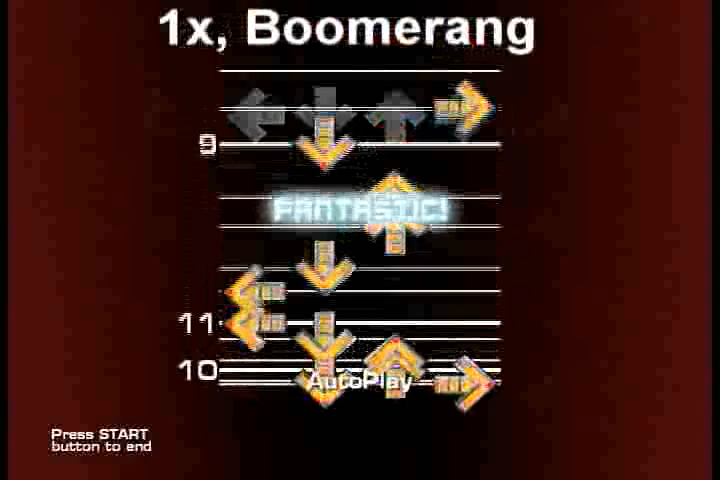 1x, Boomerang
9
FANTASTIC!
11
10
AutoPlay
Press START
button to end